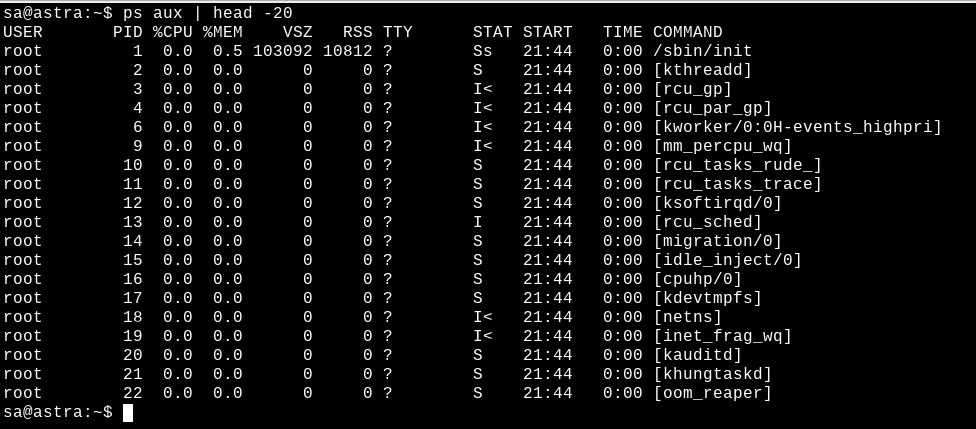 sa@astra:~$ ps aux | head -20
USER       PID %CPU %MEM    VSZ   RSS TTY      STAT START   TIME COMMAND
root         1  0.0  0.5 103092 10812 ?        Ss   21:44   0:00 /sbin/init
root         2  0.0  0.0      0     0 ?        S    21:44   0:00 [kthreadd]
root         3  0.0  0.0      0     0 ?        I<   21:44   0:00 [rcu_gp]
root         4  0.0  0.0      0     0 ?        I<   21:44   0:00 [rcu_par_gp]
root         6  0.0  0.0      0     0 ?        I<   21:44   0:00 [kworker/0:0H-events_highpri]
root         9  0.0  0.0      0     0 ?        I<   21:44   0:00 [mm_percpu_wq]
root        10  0.0  0.0      0     0 ?        S    21:44   0:00 [rcu_tasks_rude_]
root        11  0.0  0.0      0     0 ?        S    21:44   0:00 [rcu_tasks_trace]
root        12  0.0  0.0      0     0 ?        S    21:44   0:00 [ksoftirqd/0]
root        13  0.0  0.0      0     0 ?        I    21:44   0:00 [rcu_sched]
root        14  0.0  0.0      0     0 ?        S    21:44   0:00 [migration/0]
root        15  0.0  0.0      0     0 ?        S    21:44   0:00 [idle_inject/0]
root        16  0.0  0.0      0     0 ?        S    21:44   0:00 [cpuhp/0]
root        17  0.0  0.0      0     0 ?        S    21:44   0:00 [kdevtmpfs]
root        18  0.0  0.0      0     0 ?        I<   21:44   0:00 [netns]
root        19  0.0  0.0      0     0 ?        I<   21:44   0:00 [inet_frag_wq]
root        20  0.0  0.0      0     0 ?        S    21:44   0:00 [kauditd]
root        21  0.0  0.0      0     0 ?        S    21:44   0:00 [khungtaskd]
root        22  0.0  0.0      0     0 ?        S    21:44   0:00 [oom_reaper]
sa@astra:~$